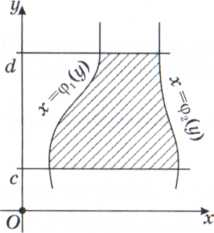 y
d
x = φ₁(y)
x = φ₂(y)
c
O
x